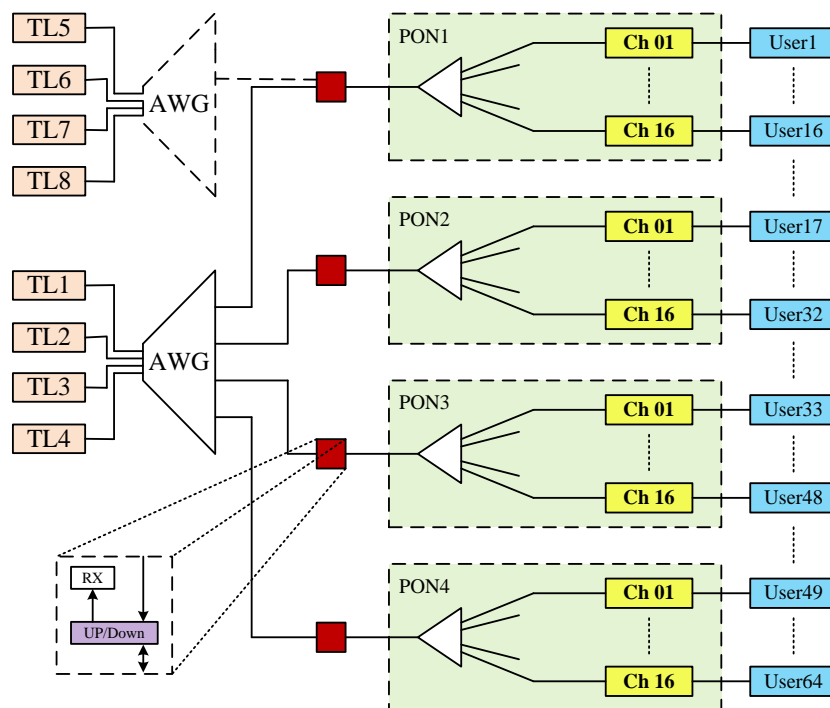 TL5
TL6
TL7
TL8
AWG
TL1
TL2
TL3
TL4
AWG
RX
UP/Down
PON1
Ch 01
Ch 16
User1
User16
PON2
Ch 01
Ch 16
User17
User32
PON3
Ch 01
Ch 16
User33
User48
PON4
Ch 01
Ch 16
User49
User64